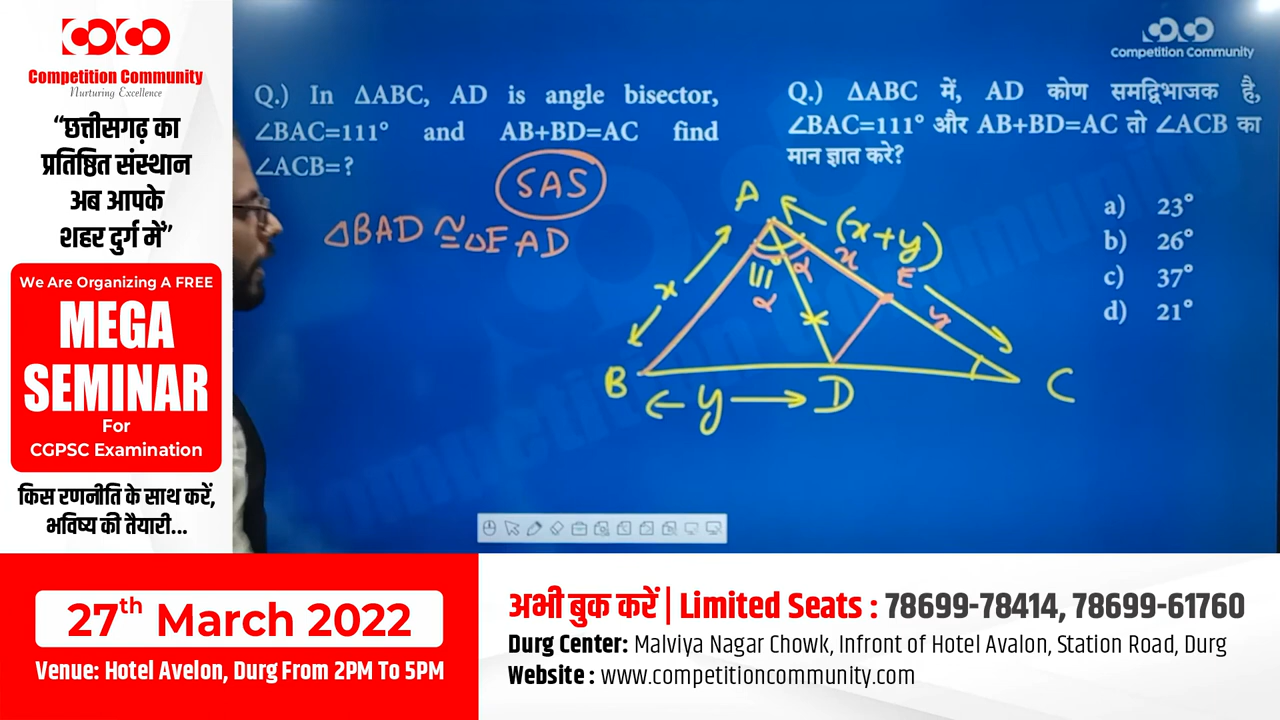 COCO
Competition Community
Nurturing Excellence
“छत्तीसगढ़ का
प्रतिष्ठित संस्थान
अब आपके
शहर दुर्ग में”
We Are Organizing A FREE
MEGA
SEMINAR
For
CGPSC Examination
किस रणनीति के साथ करें,
भविष्य की तैयारी...
COCO
Competition Community
Q.) In ΔABC, AD is angle bisector,
∠BAC=111° and AB+BD=AC find
∠ACB=?
Q.) ΔABC में, AD कोण समद्विभाजक है,
∠BAC=111° और AB+BD=AC तो ∠ACB का
मान ज्ञात करे?
a) 23°
b) 26°
c) 37°
d) 21°
SAS
ΔBAD ≅ ΔEAD
A
(x+y)
x
x
E
111
α
α
y
B
y
D
C
27th March 2022
Venue: Hotel Avelon, Durg From 2PM To 5PM
अभी बुक करें | Limited Seats : 78699-78414, 78699-61760
Durg Center: Malviya Nagar Chowk, Infront of Hotel Avalon, Station Road, Durg
Website : www.competitioncommunity.com